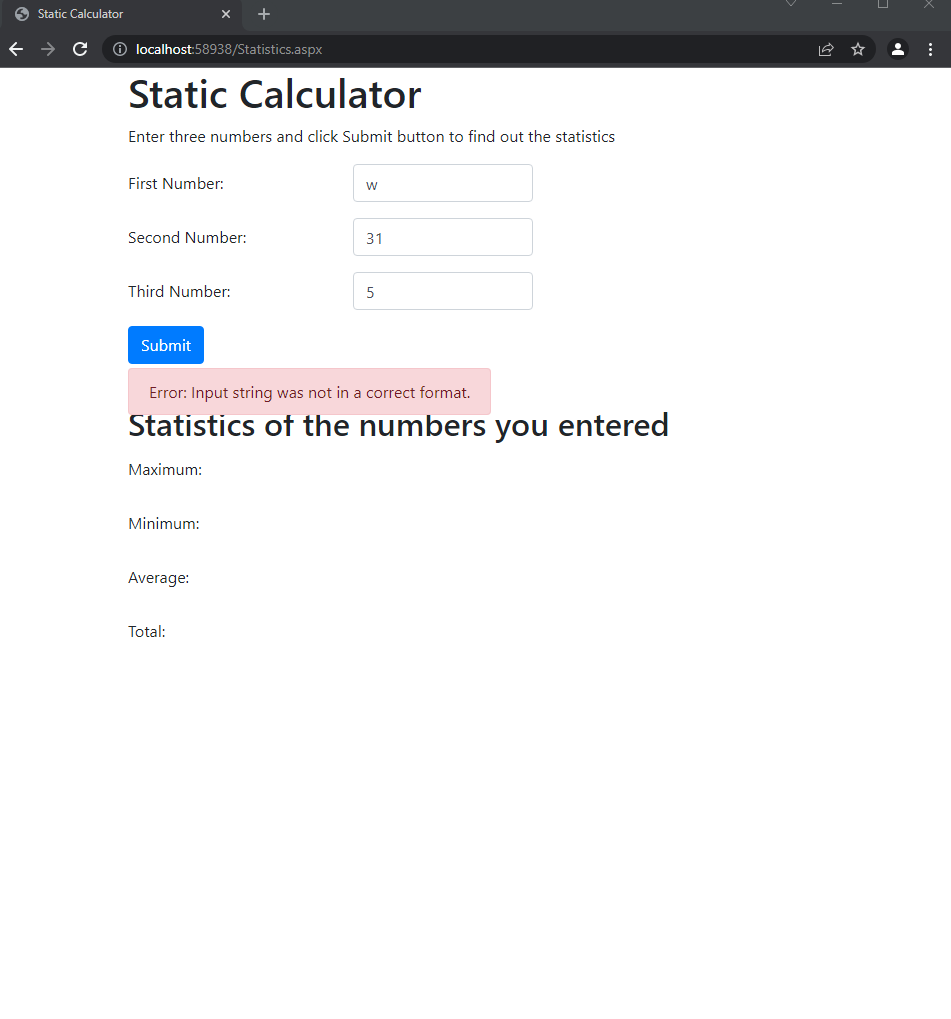 Static Calculator
localhost:58938/Statistics.aspx
Static Calculator
Enter three numbers and click Submit button to find out the statistics
First Number: w
Second Number: 31
Third Number: 5
Submit
Error: Input string was not in a correct format.
Statistics of the numbers you entered
Maximum:
Minimum:
Average:
Total: